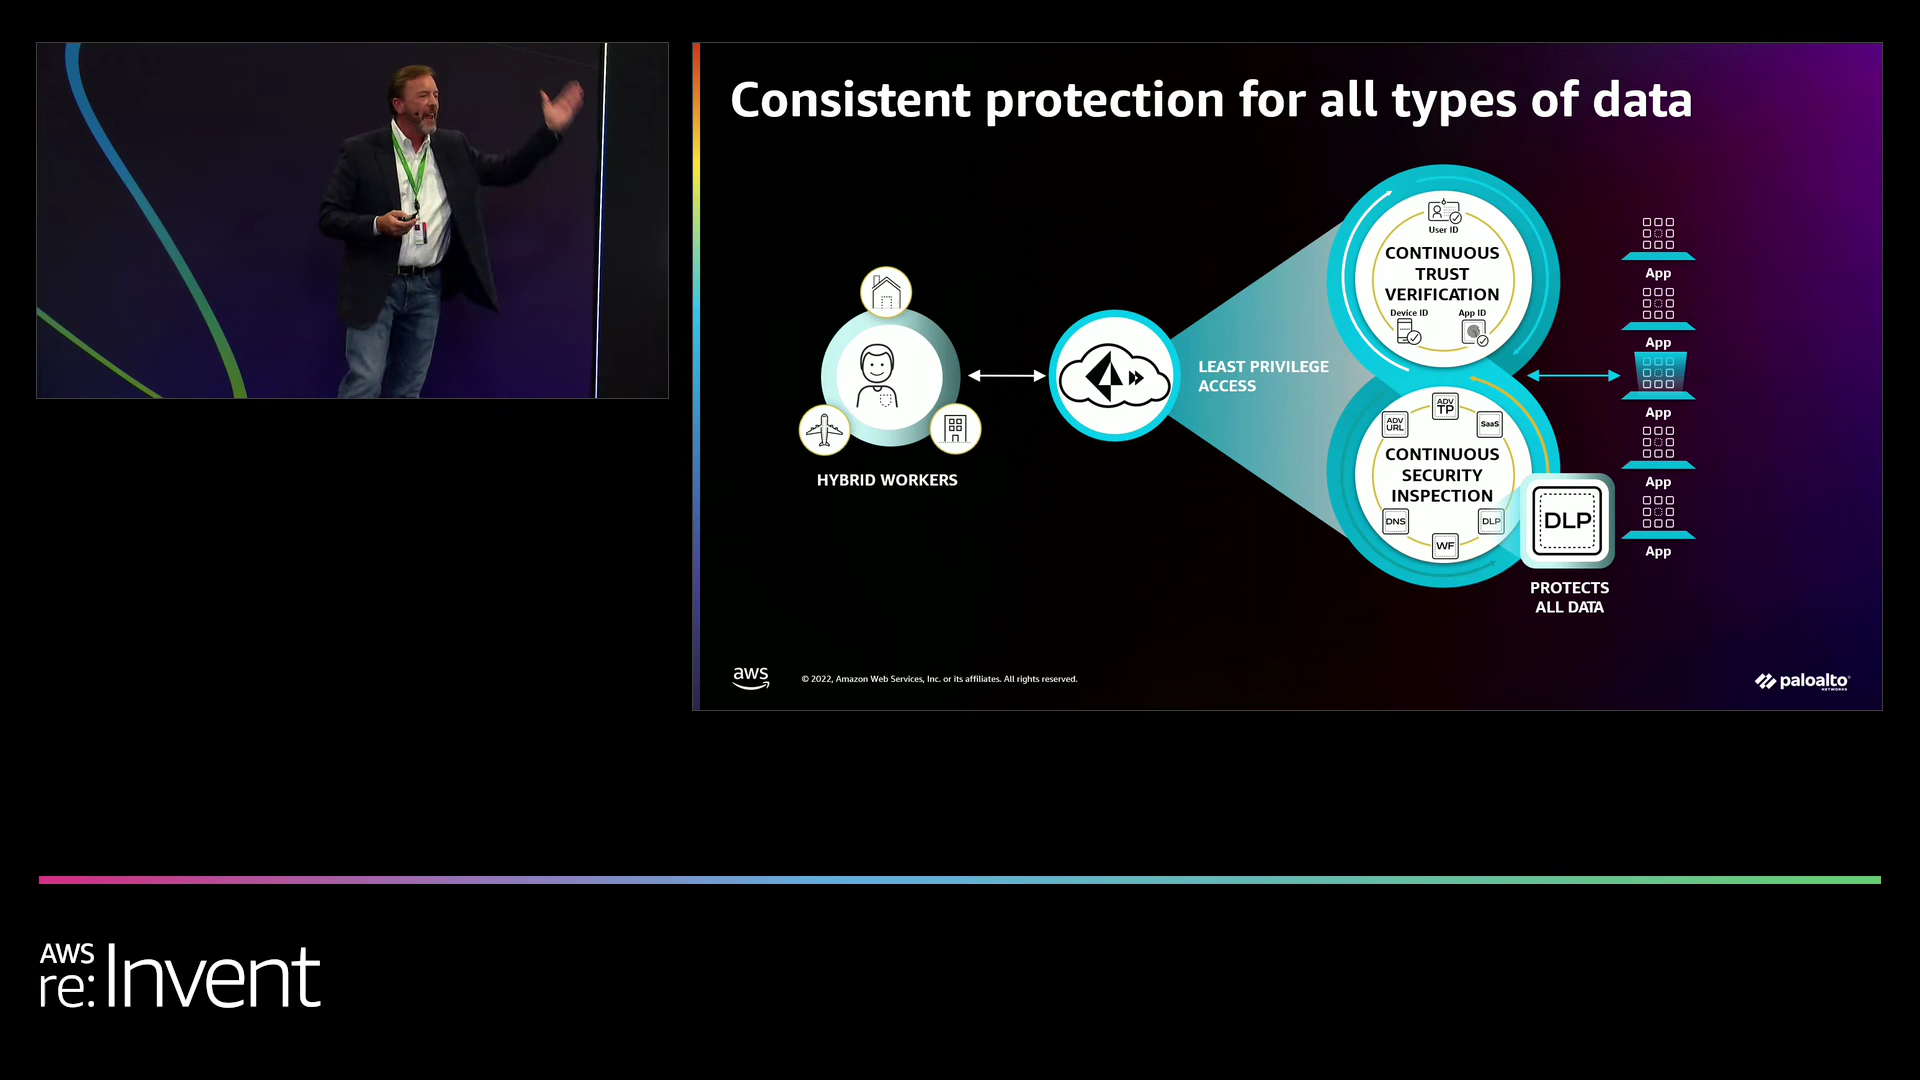 Consistent protection for all types of data
User ID
CONTINUOUS
TRUST
VERIFICATION
Device ID
App ID
LEAST PRIVILEGE
ACCESS
ADV
URL
ADV
TP
SaaS
CONTINUOUS
SECURITY
INSPECTION
DNS
DLP
WF
DLP
PROTECTS
ALL DATA
HYBRID WORKERS
App
App
App
App
App
aws
© 2022, Amazon Web Services, Inc. or its affiliates. All rights reserved.
paloalto
NETWORKS
AWS
re:Invent